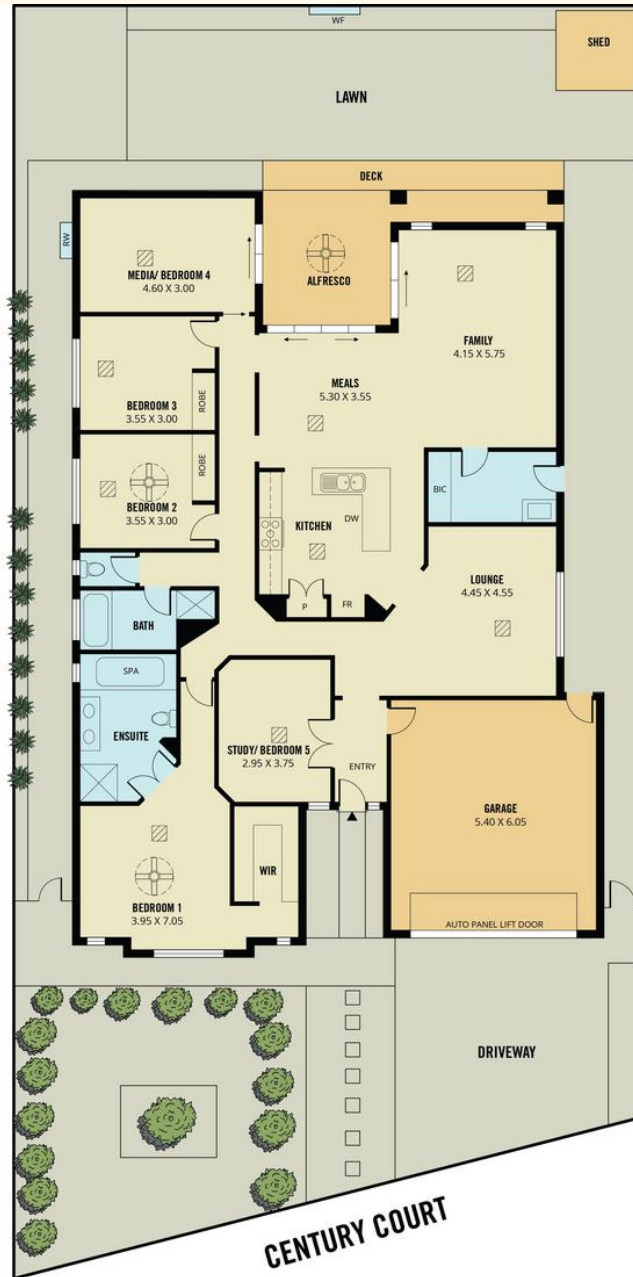 WF
SHED
LAWN
DECK
RW
MEDIA/ BEDROOM 4
4.60 X 3.00
ALFRESCO
FAMILY
4.15 X 5.75
MEALS
5.30 X 3.55
BEDROOM 3
3.55 X 3.00
ROBE
ROBE
BEDROOM 2
3.55 X 3.00
BIC
KITCHEN
DW
LOUNGE
4.45 X 4.55
P
FR
BATH
SPA
ENSUITE
STUDY/ BEDROOM 5
2.95 X 3.75
ENTRY
GARAGE
5.40 X 6.05
WIR
BEDROOM 1
3.95 X 7.05
AUTO PANEL LIFT DOOR
DRIVEWAY
CENTURY COURT